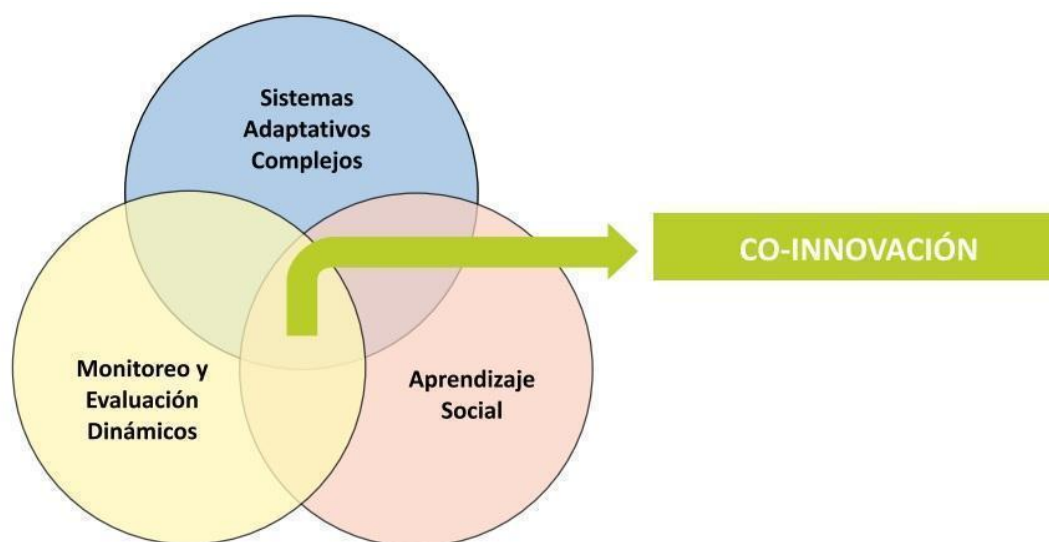 Sistemas
Adaptativos
Complejos
CO-INNOVACIÓN
Monitoreo y
Evaluación
Dinámicos
Aprendizaje
Social